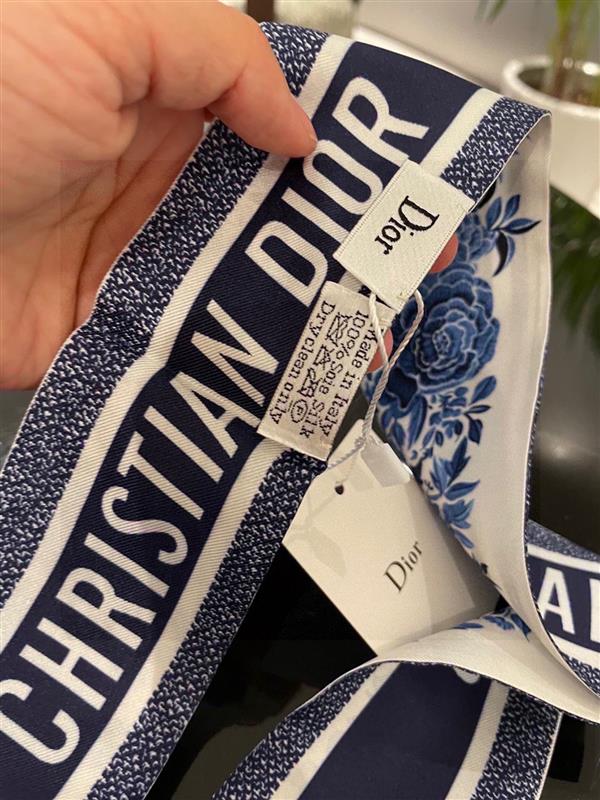 CHRISTIAN DIOR
Dior
Made in Italy
100% Soie Silk
Dry clean only
Dior